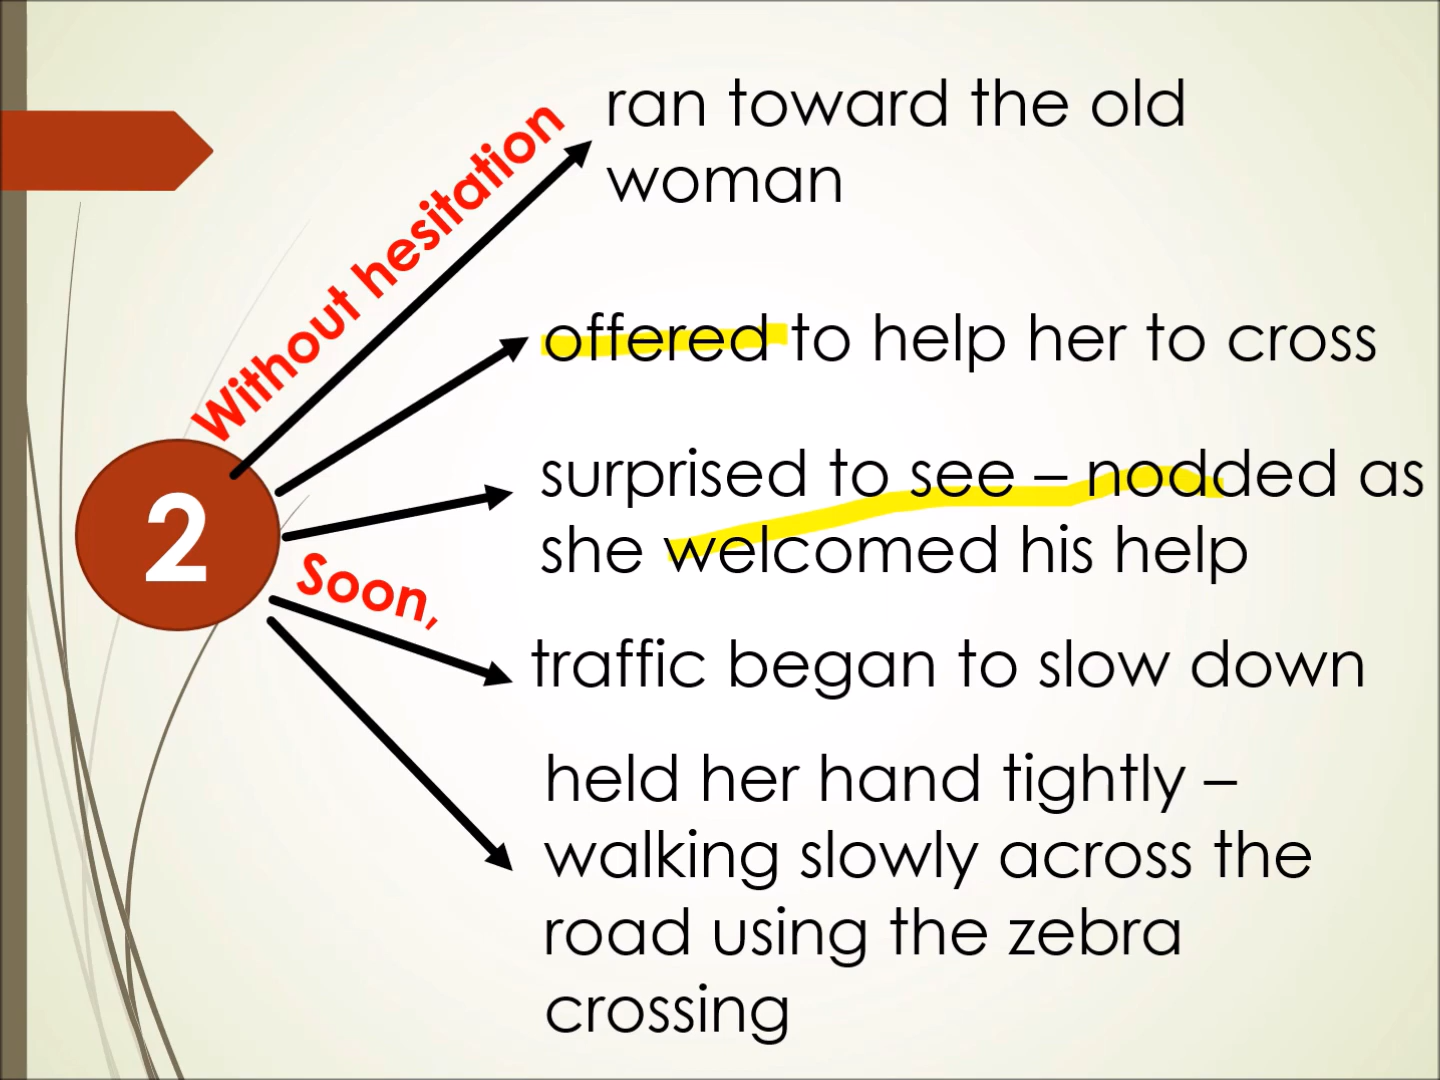 Without hesitation
ran toward the old
woman
offered to help her to cross
2
surprised to see – nodded as
she welcomed his help
Soon,
traffic began to slow down
held her hand tightly –
walking slowly across the
road using the zebra
crossing